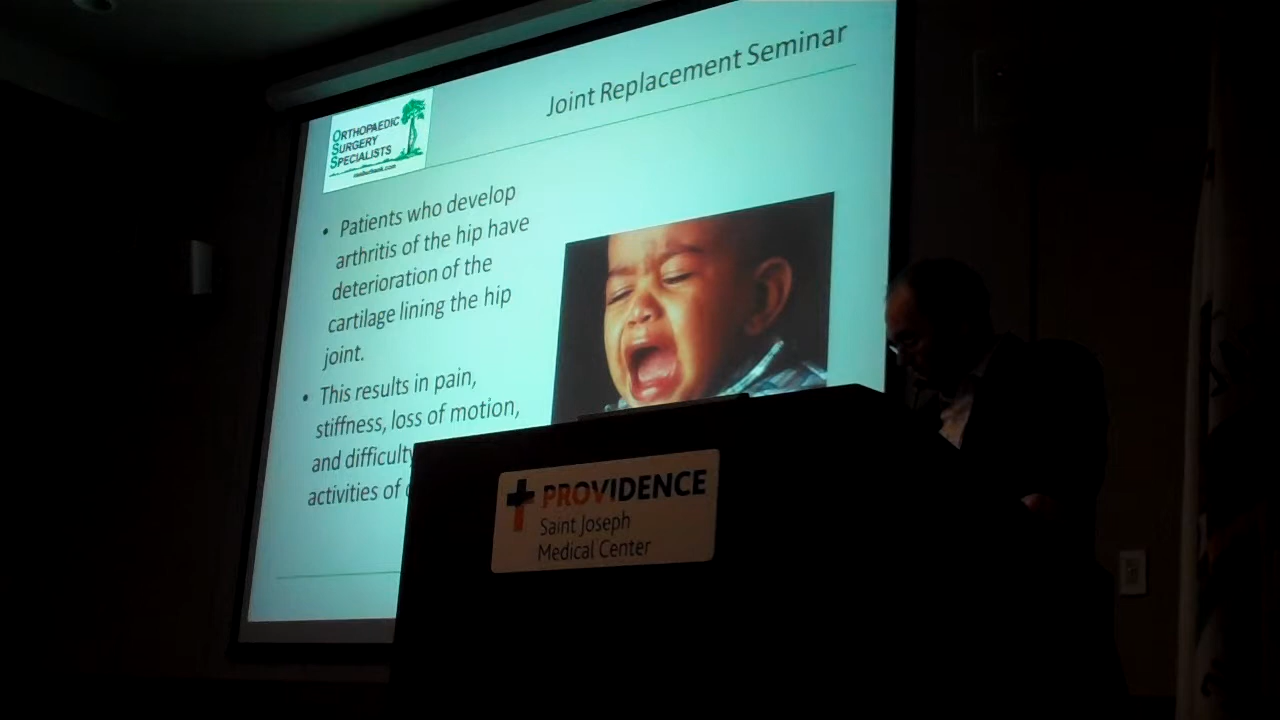 Joint Replacement Seminar
ORTHOPAEDIC
SURGERY
SPECIALISTS
• Patients who develop
arthritis of the hip have
deterioration of the
cartilage lining the hip
joint.
• This results in pain,
stiffness, loss of motion,
and difficulty
activities of
PROVIDENCE
Saint Joseph
Medical Center